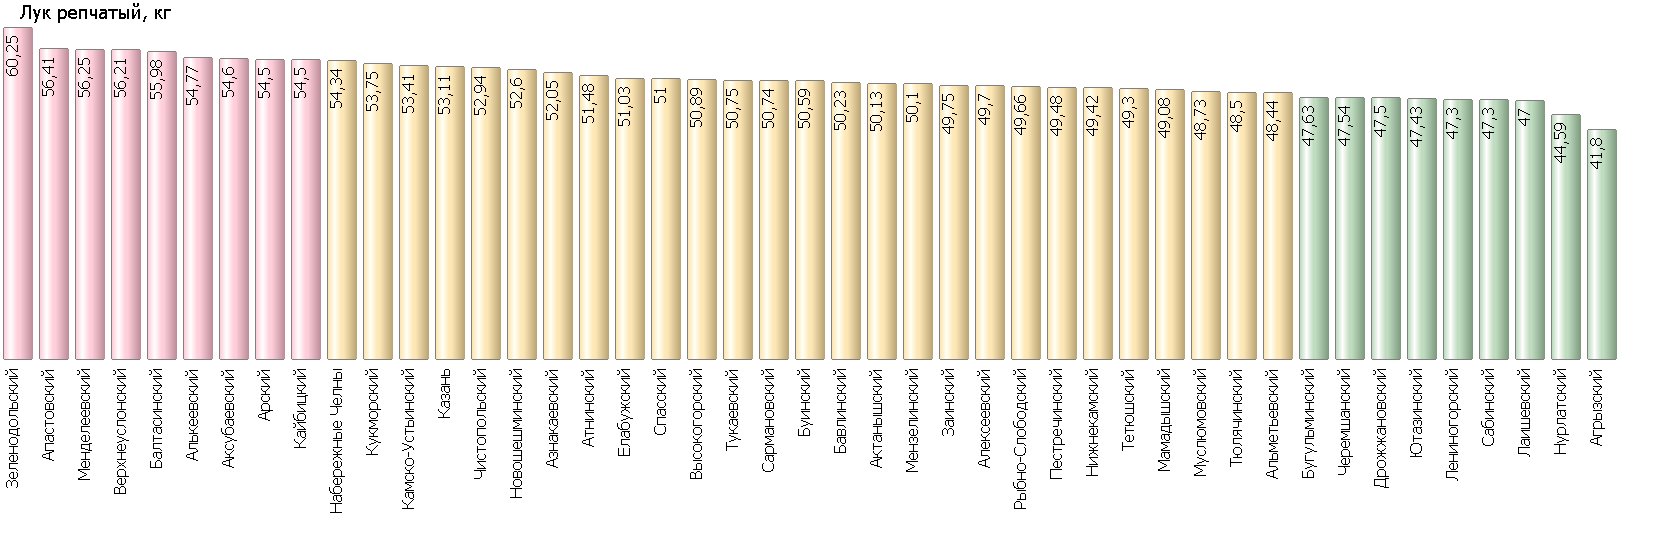 Лук репчатый, кг
60,25
56,41
56,25
56,21
55,98
54,77
54,6
54,5
54,5
54,34
53,75
53,41
53,11
52,94
52,6
52,05
51,48
51,03
51
50,89
50,75
50,74
50,59
50,23
50,13
50,1
49,75
49,7
49,66
49,48
49,42
49,3
49,08
48,73
48,5
48,44
47,63
47,54
47,5
47,43
47,3
47,3
47
44,59
41,8
Зеленодольский
Апастовский
Менделеевский
Верхнеуслонский
Балтасинский
Алькеевский
Аксубаевский
Арский
Кайбицкий
Набережные Челны
Кукморский
Камско-Устьинский
Казань
Чистопольский
Новошешминский
Азнакаевский
Атнинский
Елабужский
Спасский
Высокогорский
Тукаевский
Сармановский
Буинский
Бавлинский
Актанышский
Мензелинский
Заинский
Алексеевский
Рыбно-Слободский
Пестречинский
Нижнекамский
Тетюшский
Мамадышский
Муслюмовский
Тюлячинский
Альметьевский
Бугульминский
Черемшанский
Дрожжановский
Ютазинский
Лениногорский
Сабинский
Лаишевский
Нурлатский
Агрызский